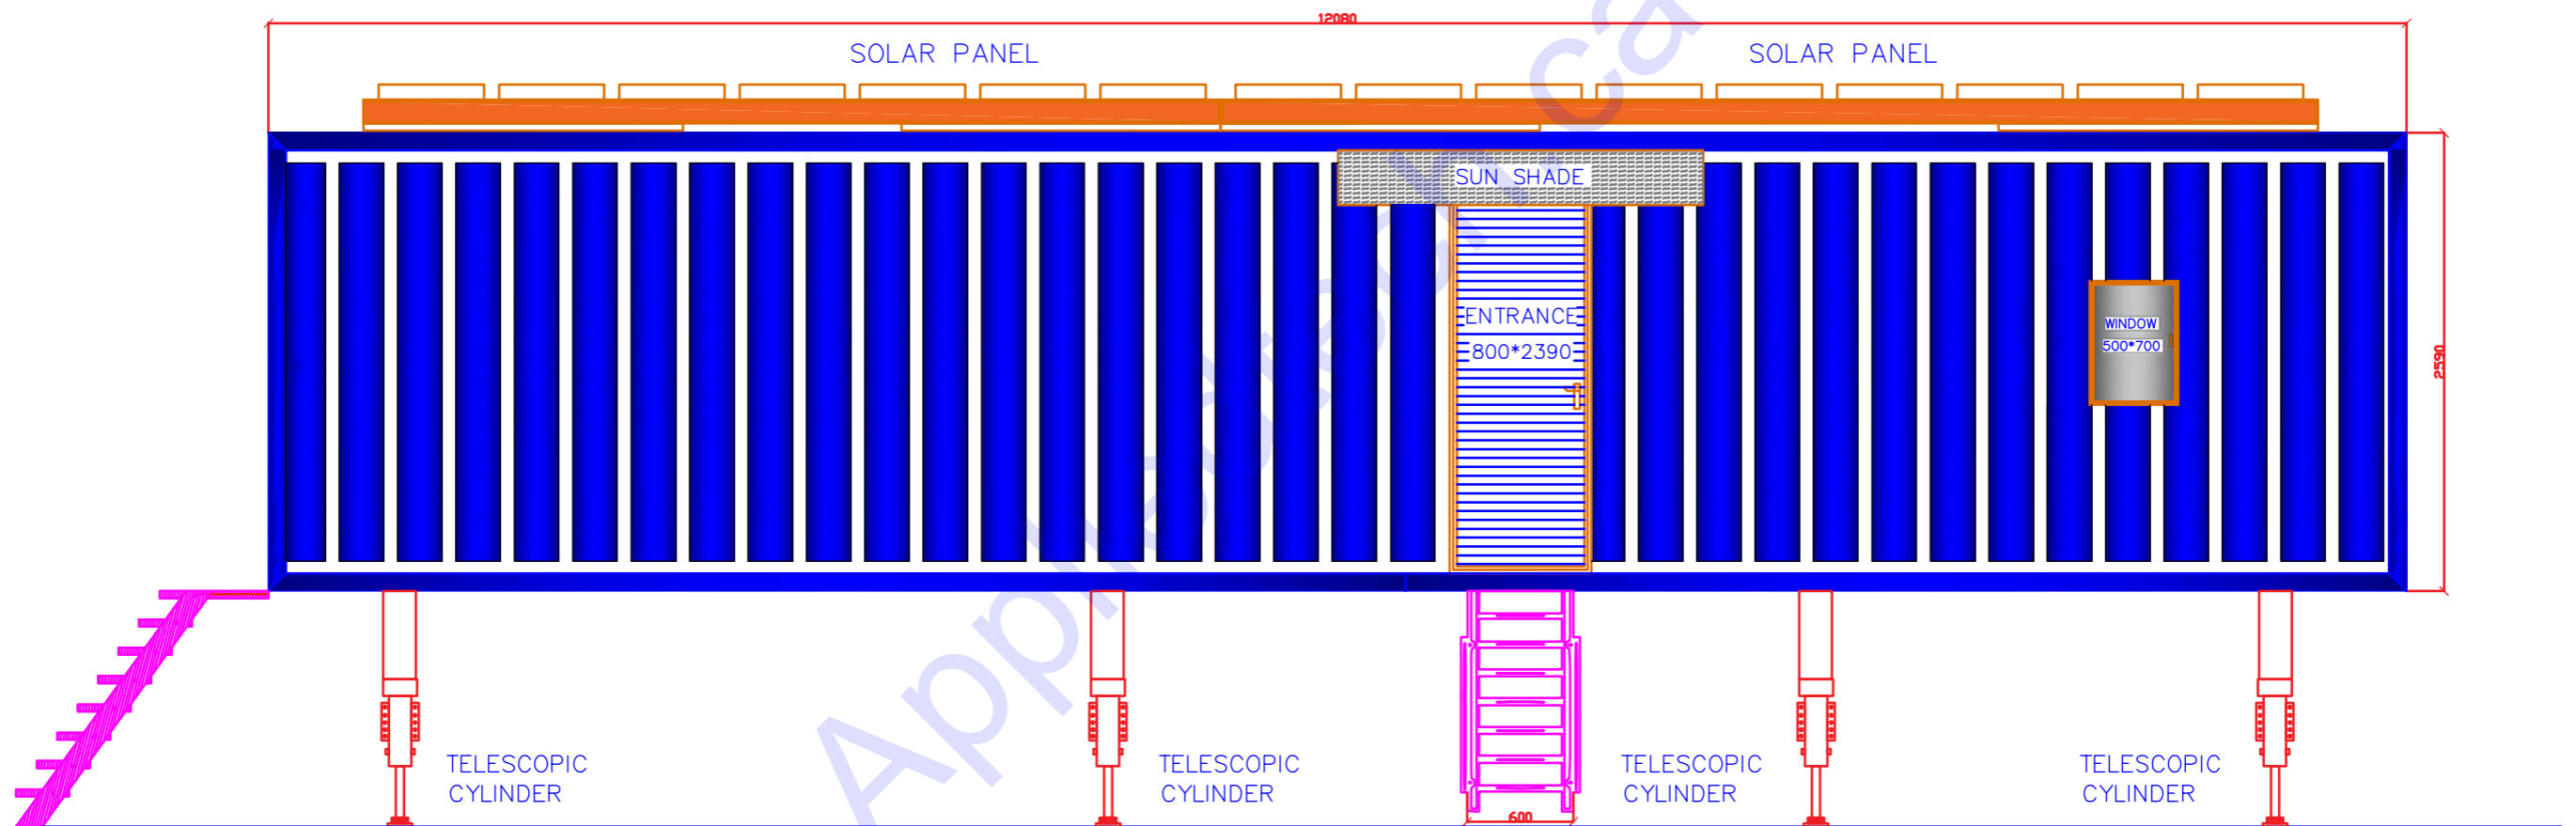 12080
SOLAR PANEL
SOLAR PANEL
SUN SHADE
ENTRANCE
800*2390
WINDOW
500*700
2590
TELESCOPIC
CYLINDER
TELESCOPIC
CYLINDER
TELESCOPIC
CYLINDER
TELESCOPIC
CYLINDER
600